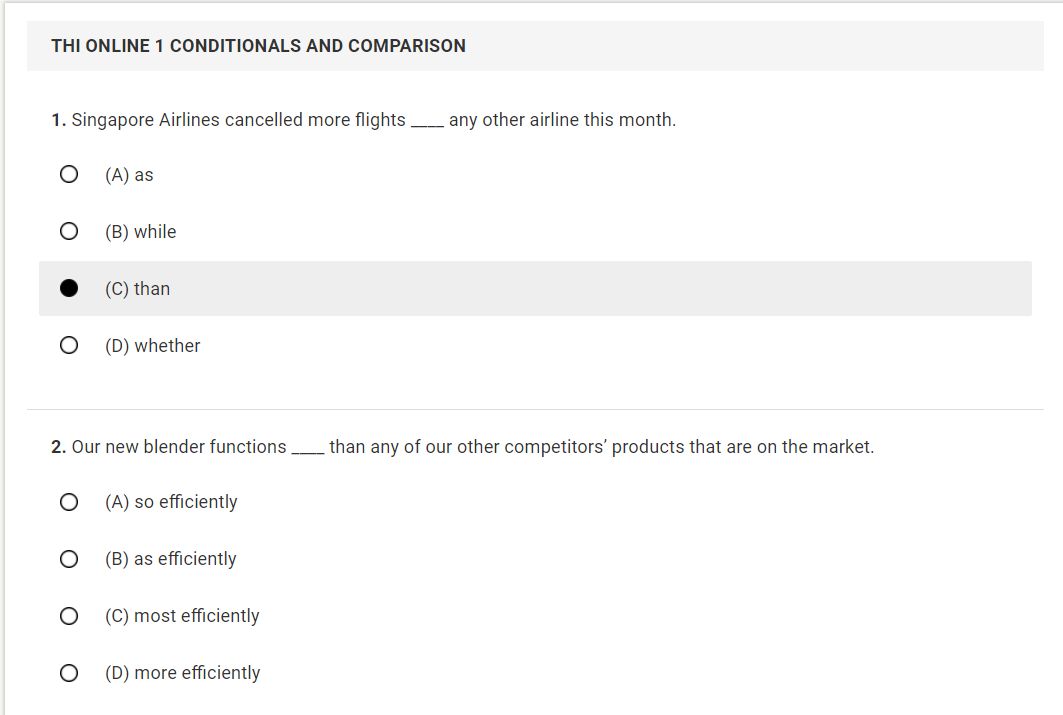 THI ONLINE 1 CONDITIONALS AND COMPARISON
1. Singapore Airlines cancelled more flights ____ any other airline this month.
(A) as
(B) while
(C) than
(D) whether
2. Our new blender functions ____ than any of our other competitors’ products that are on the market.
(A) so efficiently
(B) as efficiently
(C) most efficiently
(D) more efficiently